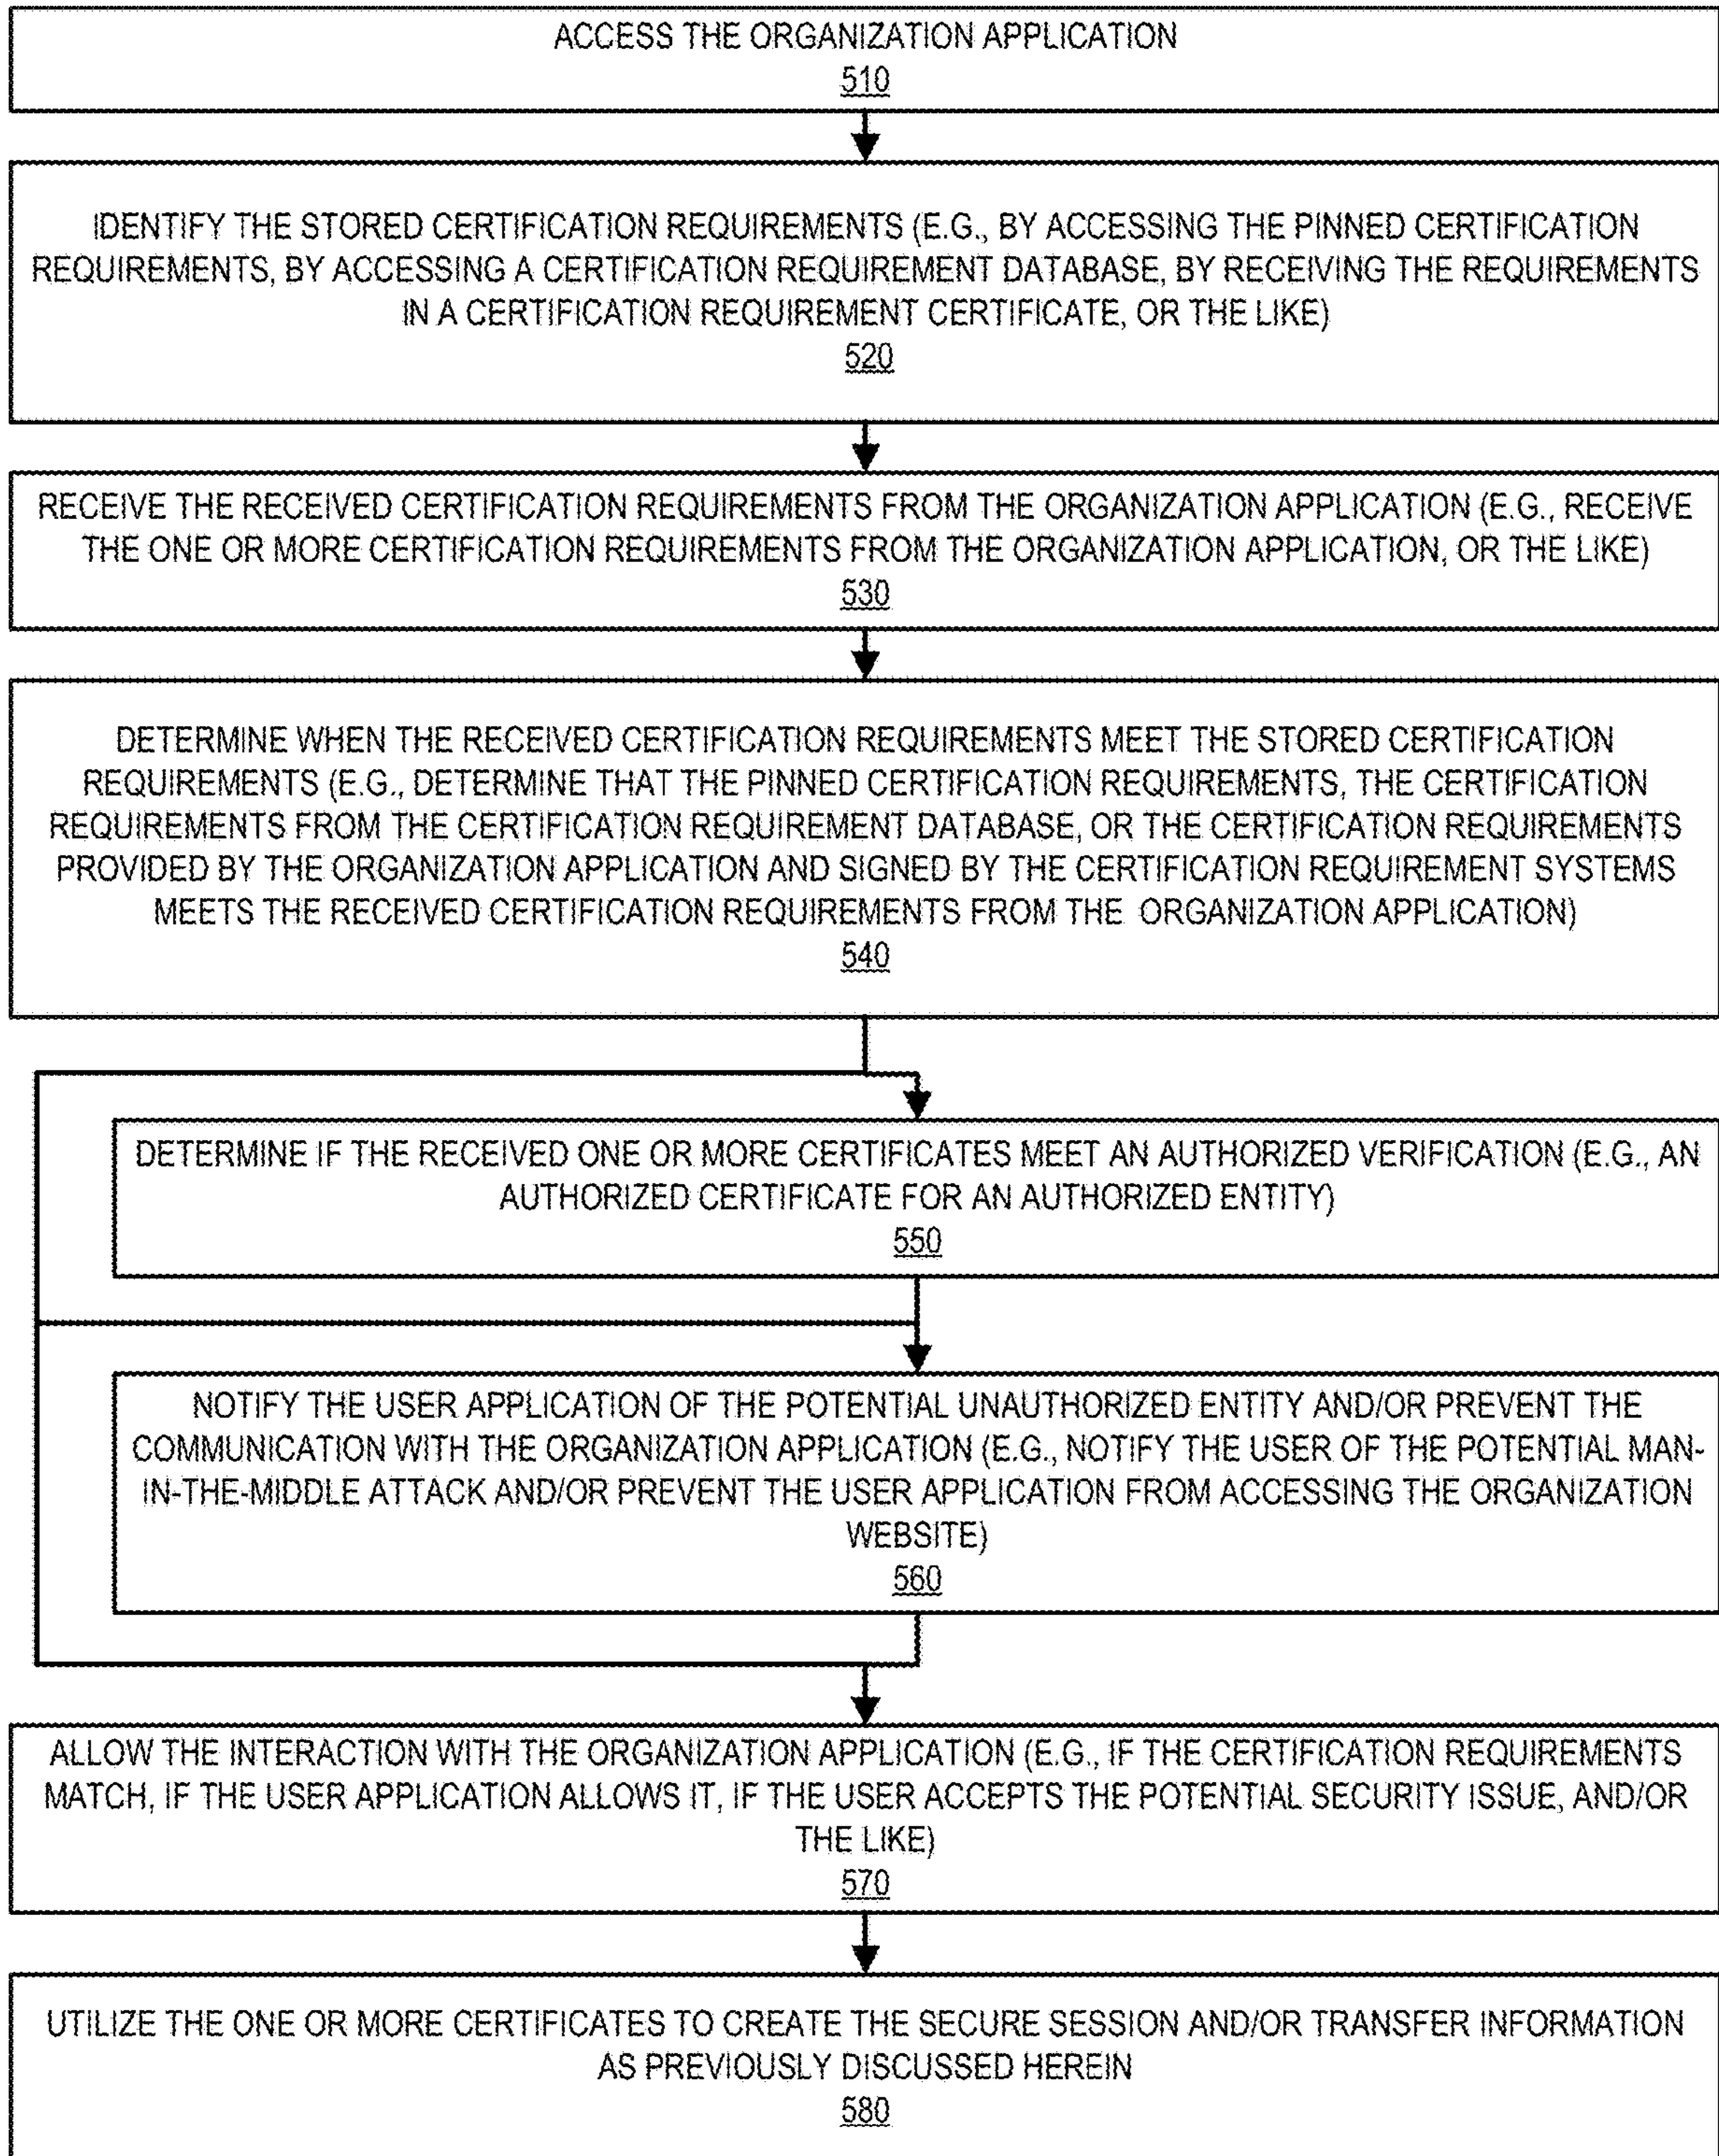 ACCESS THE ORGANIZATION APPLICATION
510
IDENTIFY THE STORED CERTIFICATION REQUIREMENTS (E.G., BY ACCESSING THE PINNED CERTIFICATION
REQUIREMENTS, BY ACCESSING A CERTIFICATION REQUIREMENT DATABASE, BY RECEIVING THE REQUIREMENTS
IN A CERTIFICATION REQUIREMENT CERTIFICATE, OR THE LIKE)
520
RECEIVE THE RECEIVED CERTIFICATION REQUIREMENTS FROM THE ORGANIZATION APPLICATION (E.G., RECEIVE
THE ONE OR MORE CERTIFICATION REQUIREMENTS FROM THE ORGANIZATION APPLICATION, OR THE LIKE)
530
DETERMINE WHEN THE RECEIVED CERTIFICATION REQUIREMENTS MEET THE STORED CERTIFICATION
REQUIREMENTS (E.G., DETERMINE THAT THE PINNED CERTIFICATION REQUIREMENTS, THE CERTIFICATION
REQUIREMENTS FROM THE CERTIFICATION REQUIREMENT DATABASE, OR THE CERTIFICATION REQUIREMENTS
PROVIDED BY THE ORGANIZATION APPLICATION AND SIGNED BY THE CERTIFICATION REQUIREMENT SYSTEMS
MEETS THE RECEIVED CERTIFICATION REQUIREMENTS FROM THE ORGANIZATION APPLICATION)
540
DETERMINE IF THE RECEIVED ONE OR MORE CERTIFICATES MEET AN AUTHORIZED VERIFICATION (E.G., AN
AUTHORIZED CERTIFICATE FOR AN AUTHORIZED ENTITY)
550
NOTIFY THE USER APPLICATION OF THE POTENTIAL UNAUTHORIZED ENTITY AND/OR PREVENT THE
COMMUNICATION WITH THE ORGANIZATION APPLICATION (E.G., NOTIFY THE USER OF THE POTENTIAL MAN-
IN-THE-MIDDLE ATTACK AND/OR PREVENT THE USER APPLICATION FROM ACCESSING THE ORGANIZATION
WEBSITE)
560
ALLOW THE INTERACTION WITH THE ORGANIZATION APPLICATION (E.G., IF THE CERTIFICATION REQUIREMENTS
MATCH, IF THE USER APPLICATION ALLOWS IT, IF THE USER ACCEPTS THE POTENTIAL SECURITY ISSUE, AND/OR
THE LIKE)
570
UTILIZE THE ONE OR MORE CERTIFICATES TO CREATE THE SECURE SESSION AND/OR TRANSFER INFORMATION
AS PREVIOUSLY DISCUSSED HEREIN
580